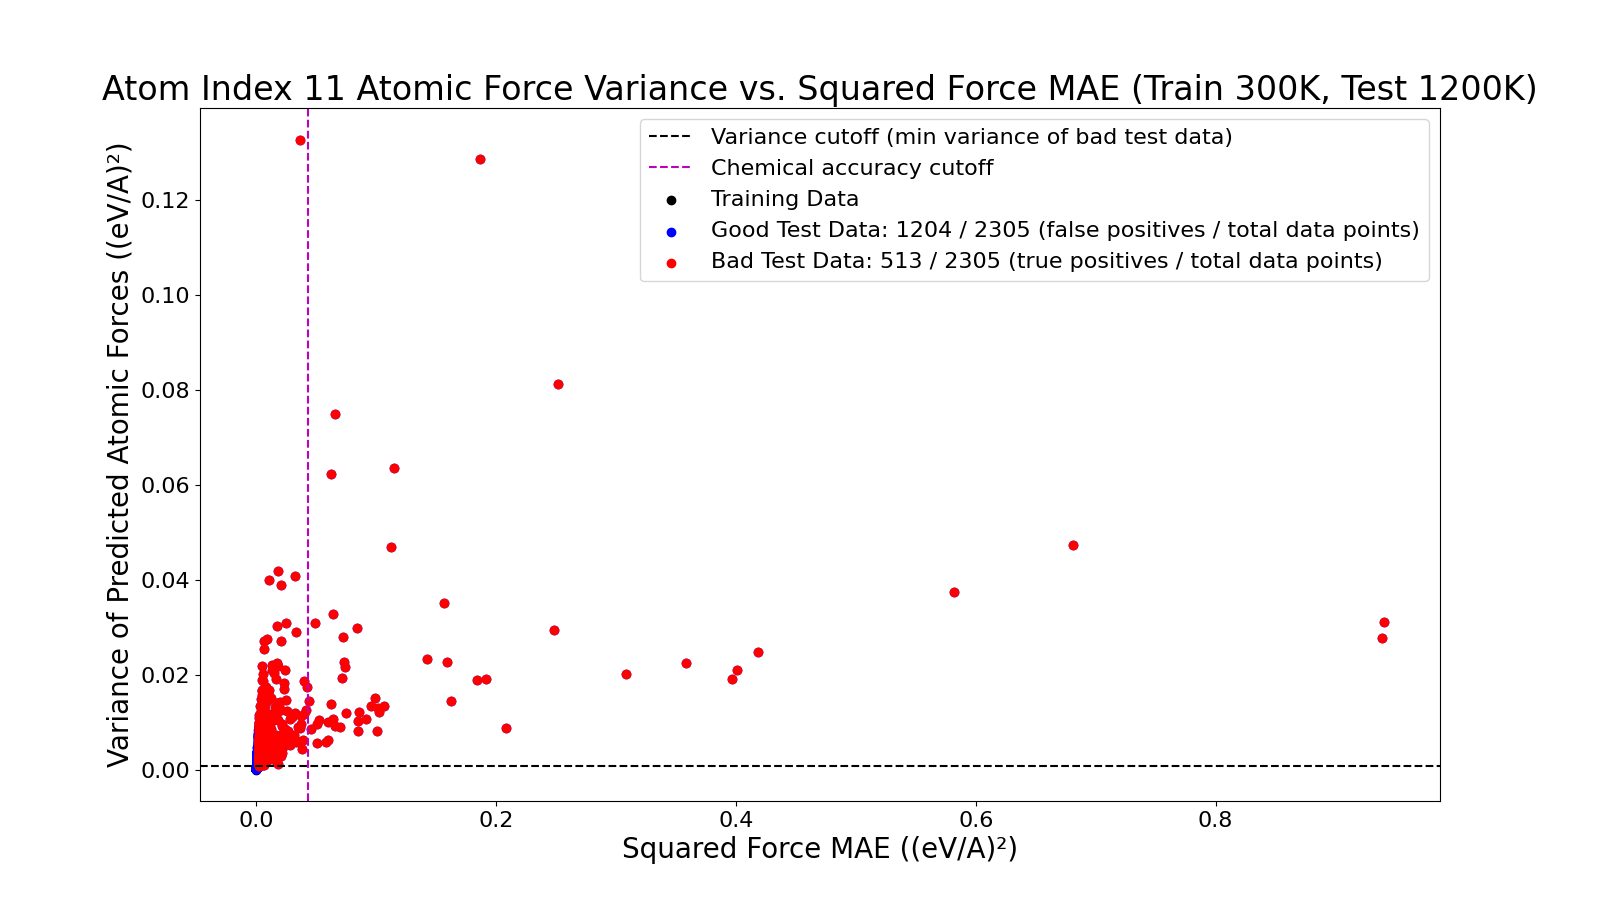 Atom Index 11 Atomic Force Variance vs. Squared Force MAE (Train 300K, Test 1200K)
Variance cutoff (min variance of bad test data)
Chemical accuracy cutoff
Training Data
Good Test Data: 1204 / 2305 (false positives / total data points)
Bad Test Data: 513 / 2305 (true positives / total data points)
Variance of Predicted Atomic Forces ((eV/A)²)
0.12
0.10
0.08
0.06
0.04
0.02
0.00
0.0
0.2
0.4
0.6
0.8
Squared Force MAE ((eV/A)²)